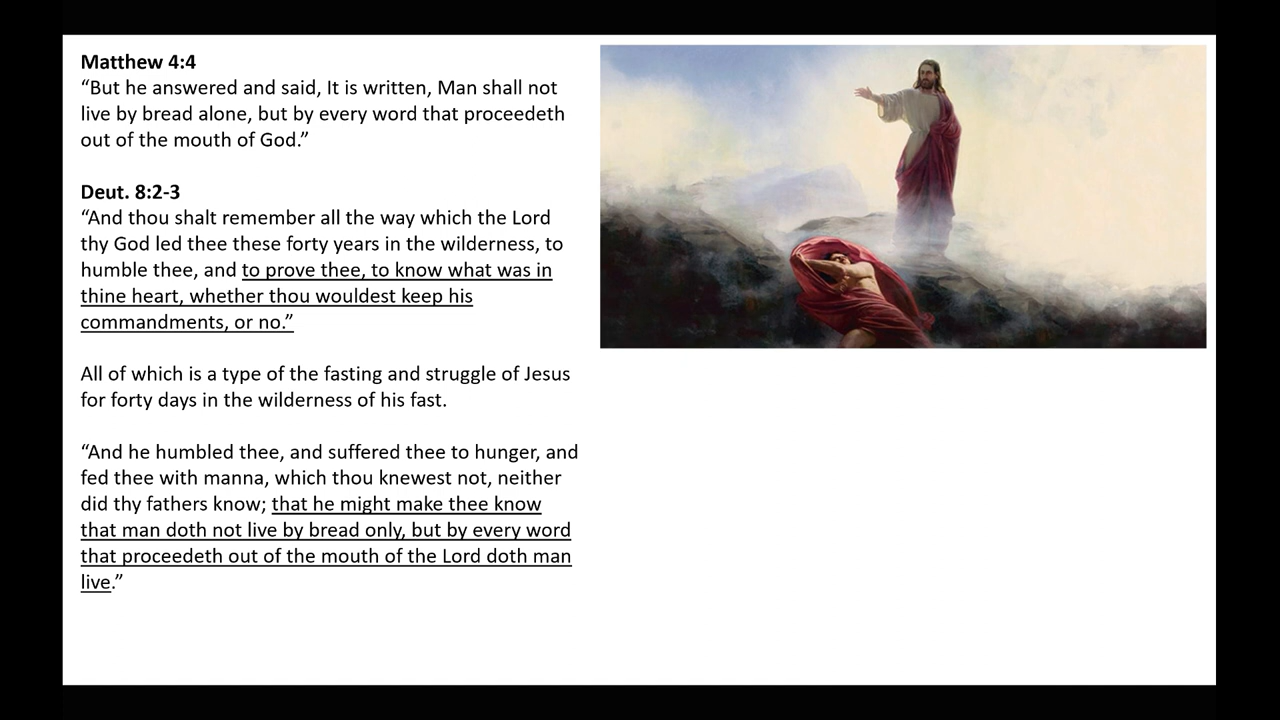 Matthew 4:4
“But he answered and said, It is written, Man shall not
live by bread alone, but by every word that proceedeth
out of the mouth of God.”
Deut. 8:2-3
“And thou shalt remember all the way which the Lord
thy God led thee these forty years in the wilderness, to
humble thee, and to prove thee, to know what was in
thine heart, whether thou wouldest keep his
commandments, or no.”
All of which is a type of the fasting and struggle of Jesus
for forty days in the wilderness of his fast.
“And he humbled thee, and suffered thee to hunger, and
fed thee with manna, which thou knewest not, neither
did thy fathers know; that he might make thee know
that man doth not live by bread only, but by every word
that proceedeth out of the mouth of the Lord doth man
live.”